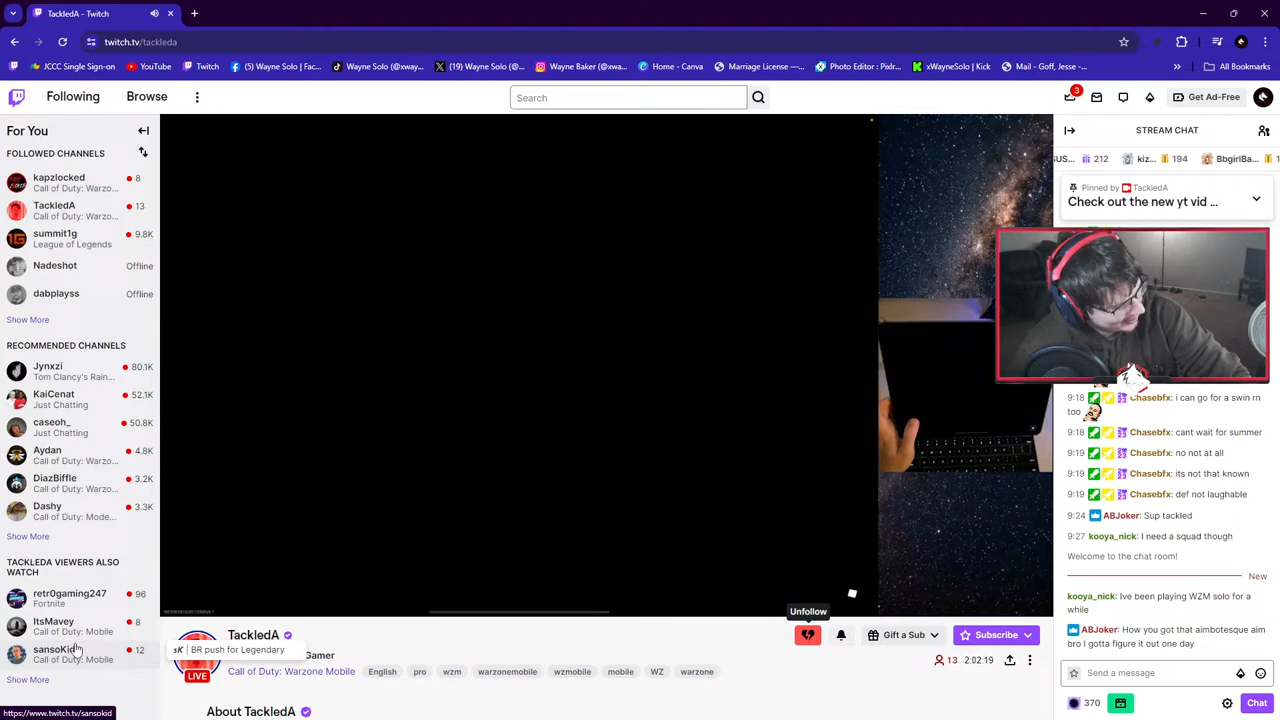 TackledA - Twitch
twitch.tv/tackleda
JCCC Single Sign-on
YouTube
Twitch
(5) Wayne Solo | Fac...
Wayne Solo (@xway...
(19) Wayne Solo (@x...
Wayne Baker (@xwa...
Home - Canva
Marriage License —...
Photo Editor : Pixlr...
xWayneSolo | Kick
Mail - Goff, Jesse -...
All Bookmarks
Following
Browse
Search
3
Get Ad-Free
For You
FOLLOWED CHANNELS
kapzlocked
8
Call of Duty: Warzo...
TackledA
13
Call of Duty: Warzo...
summit1g
9.8K
League of Legends
Nadeshot
Offline
dabplayss
Offline
Show More
RECOMMENDED CHANNELS
Jynxzi
80.1K
Tom Clancy's Rain...
KaiCenat
52.1K
Just Chatting
caseoh_
50.8K
Just Chatting
Aydan
4.8K
Call of Duty: Warzo...
DiazBiffle
3.2K
Call of Duty: Warzo...
Dashy
3.3K
Call of Duty: Mode...
Show More
TACKLEDA VIEWERS ALSO
WATCH
retr0gaming247
96
Fortnite
ItsMavey
8
Call of Duty: Mobile
sansoKid
12
Call of Duty: Mobile
Show More
https://www.twitch.tv/sansokid
Unfollow
TackledA
sK | BR push for Legendary
Gamer
LIVE
Call of Duty: Warzone Mobile
English
pro
wzm
warzonemobile
wzmobile
mobile
WZ
warzone
Gift a Sub
Subscribe
13
2:02:19
About TackledA
STREAM CHAT
212
kiz...
194
BbgirlBa...
Pinned by TackledA
Check out the new yt vid ...
9:18 Chasebfx: i can go for a swin rn
too
9:18 Chasebfx: cant wait for summer
9:19 Chasebfx: no not at all
9:19 Chasebfx: its not that known
9:19 Chasebfx: def not laughable
9:24 ABJoker: Sup tackled
9:27 kooya_nick: I need a squad though
Welcome to the chat room!
New
kooya_nick: Ive been playing WZM solo for a
while
ABJoker: How you got that aimbotesque aim
bro I gotta figure it out one day
Send a message
370
Chat